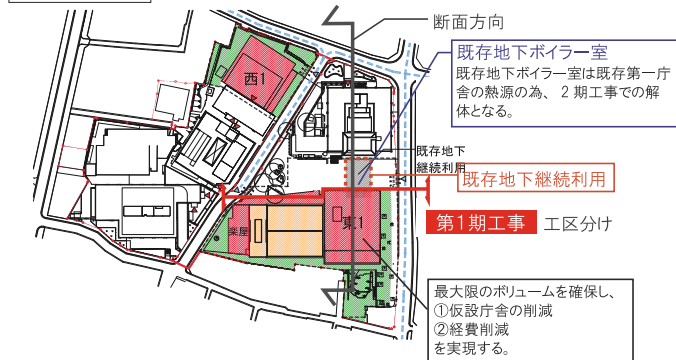 断面方向
既存地下ボイラー室
既存地下ボイラー室は既存第一庁
舎の熱源の為、２期工事での解
体となる。
西1
既存地下
継続利用
既存地下継続利用
第1期工事 工区分け
楽屋
東1
最大限のボリュームを確保し、
①仮設庁舎の削減
②経費削減
を実現する。